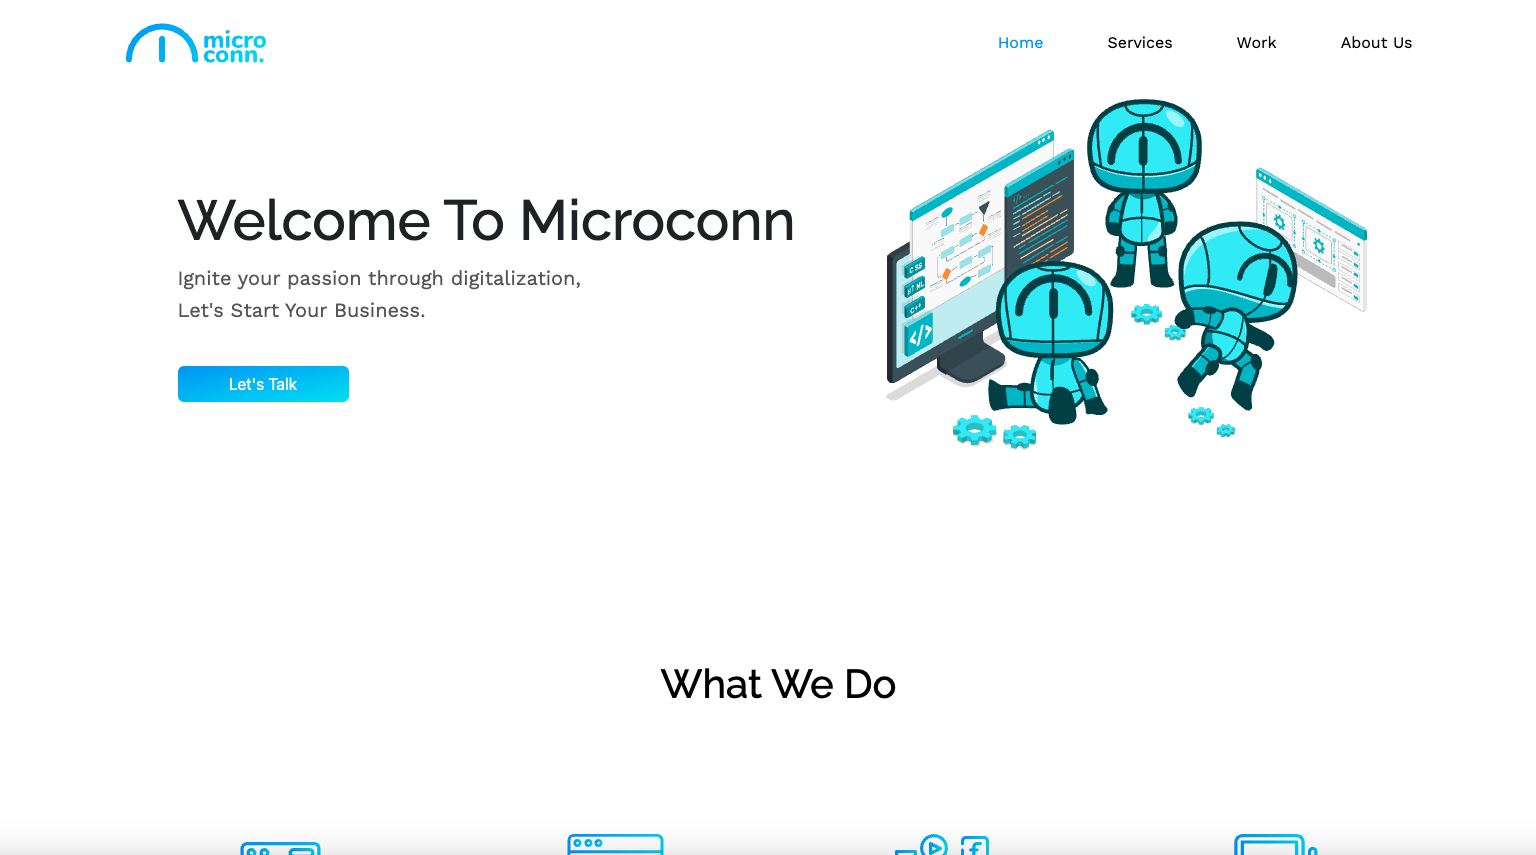 micro
conn.
Home
Services
Work
About Us
Welcome To Microconn
Ignite your passion through digitalization,
Let's Start Your Business.
Let's Talk
CSS
HTML
C++
</>
What We Do